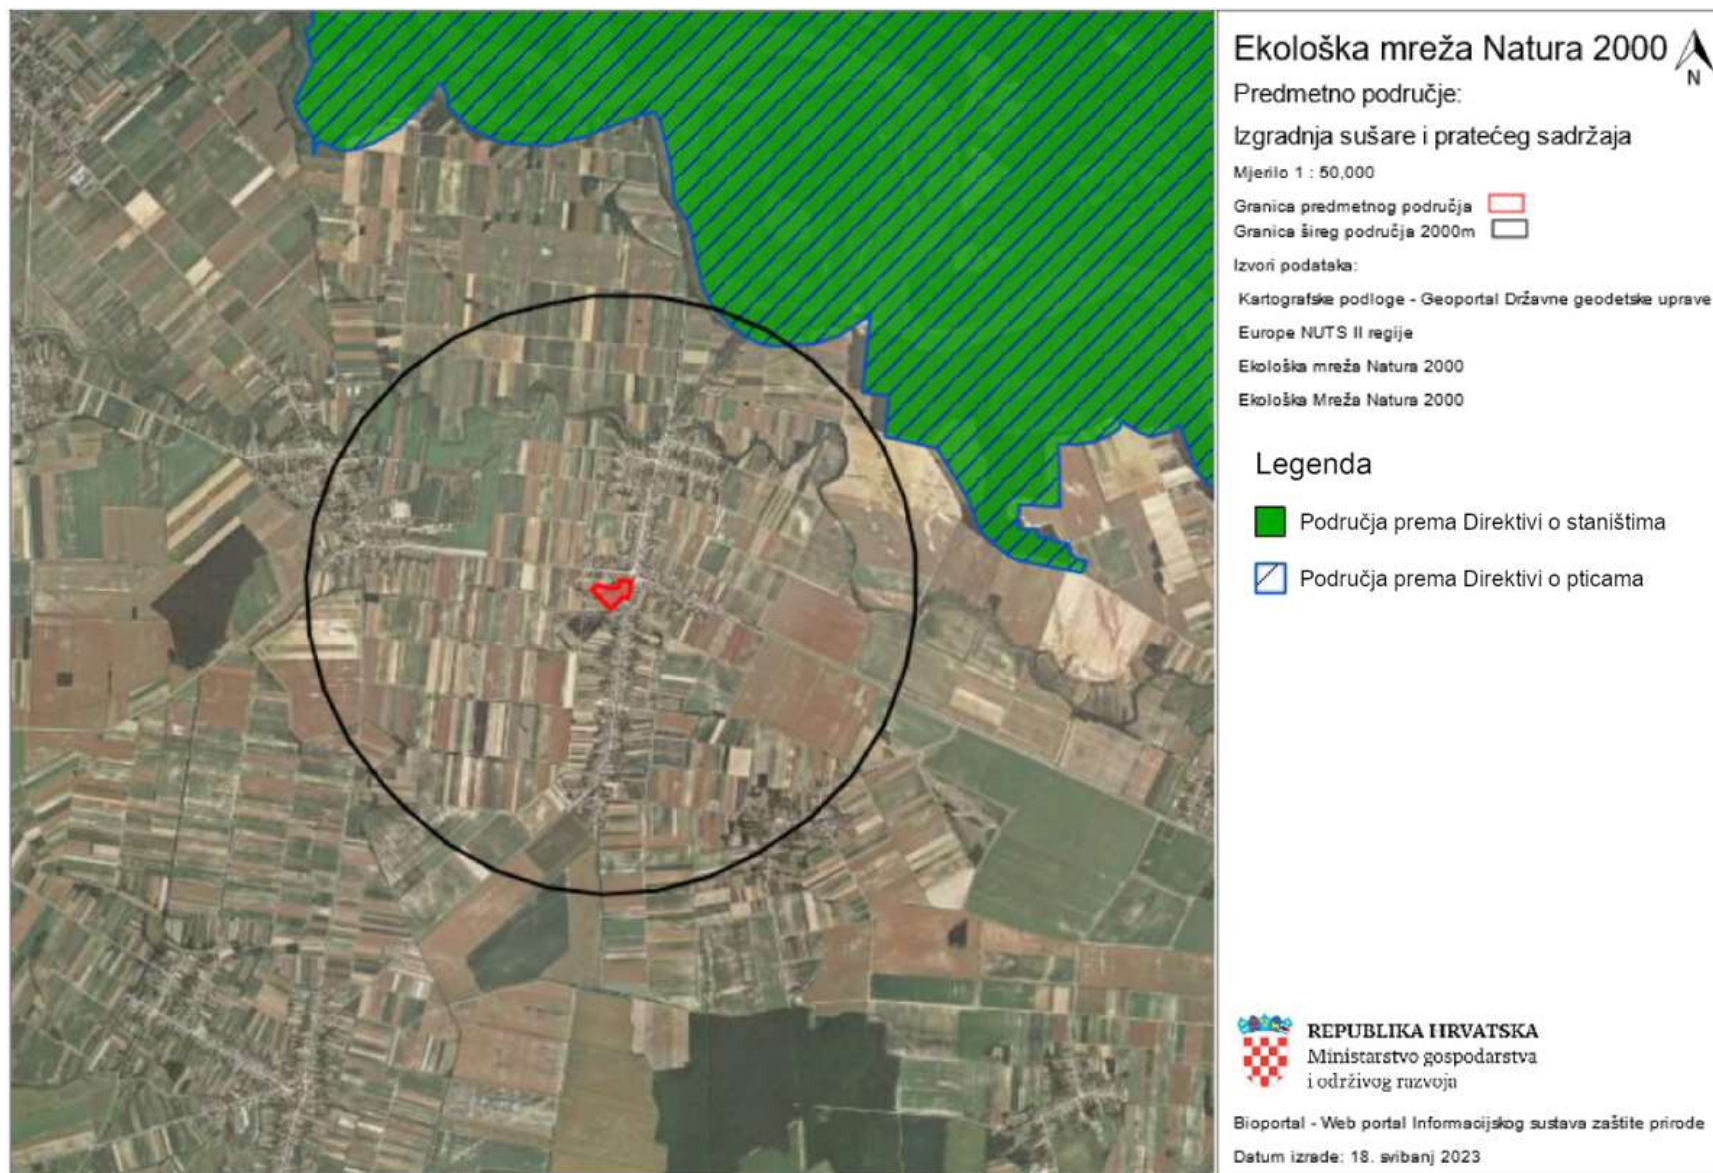 Ekološka mreža Natura 2000
N
Predmetno područje:
Izgradnja sušare i pratećeg sadržaja
Mjerilo 1 : 50,000
Granica predmetnog područja
Granica šireg područja 2000m
Izvori podataka:
Kartografske podloge - Geoportal Državne geodetske uprave
Europe NUTS II regije
Ekološka mreža Natura 2000
Ekološka Mreža Natura 2000
Legenda
Područja prema Direktivi o staništima
Područja prema Direktivi o pticama
REPUBLIKA HRVATSKA
Ministarstvo gospodarstva
i održivog razvoja
Bioportal - Web portal Informacijskog sustava zaštite prirode
Datum izrade: 18. svibanj 2023